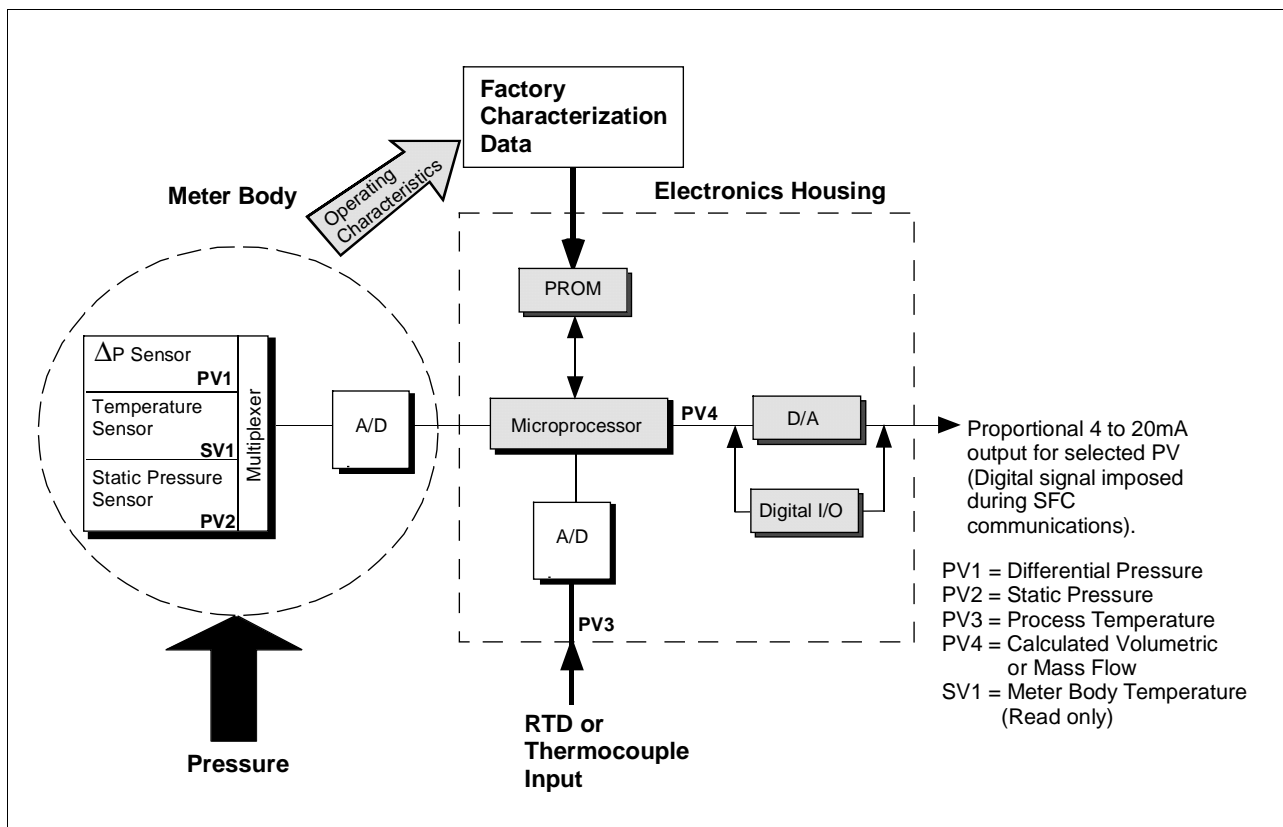 Factory
Characterization
Data
Operating
Characteristics
Meter Body
Electronics Housing
PROM
ΔP Sensor
PV1
Temperature
Sensor
SV1
Static Pressure
Sensor
PV2
Multiplexer
A/D
Microprocessor
PV4
D/A
Digital I/O
A/D
PV3
Proportional 4 to 20mA
output for selected PV
(Digital signal imposed
during SFC
communications).
PV1 = Differential Pressure
PV2 = Static Pressure
PV3 = Process Temperature
PV4 = Calculated Volumetric
or Mass Flow
SV1 = Meter Body Temperature
(Read only)
RTD or
Thermocouple
Input
Pressure